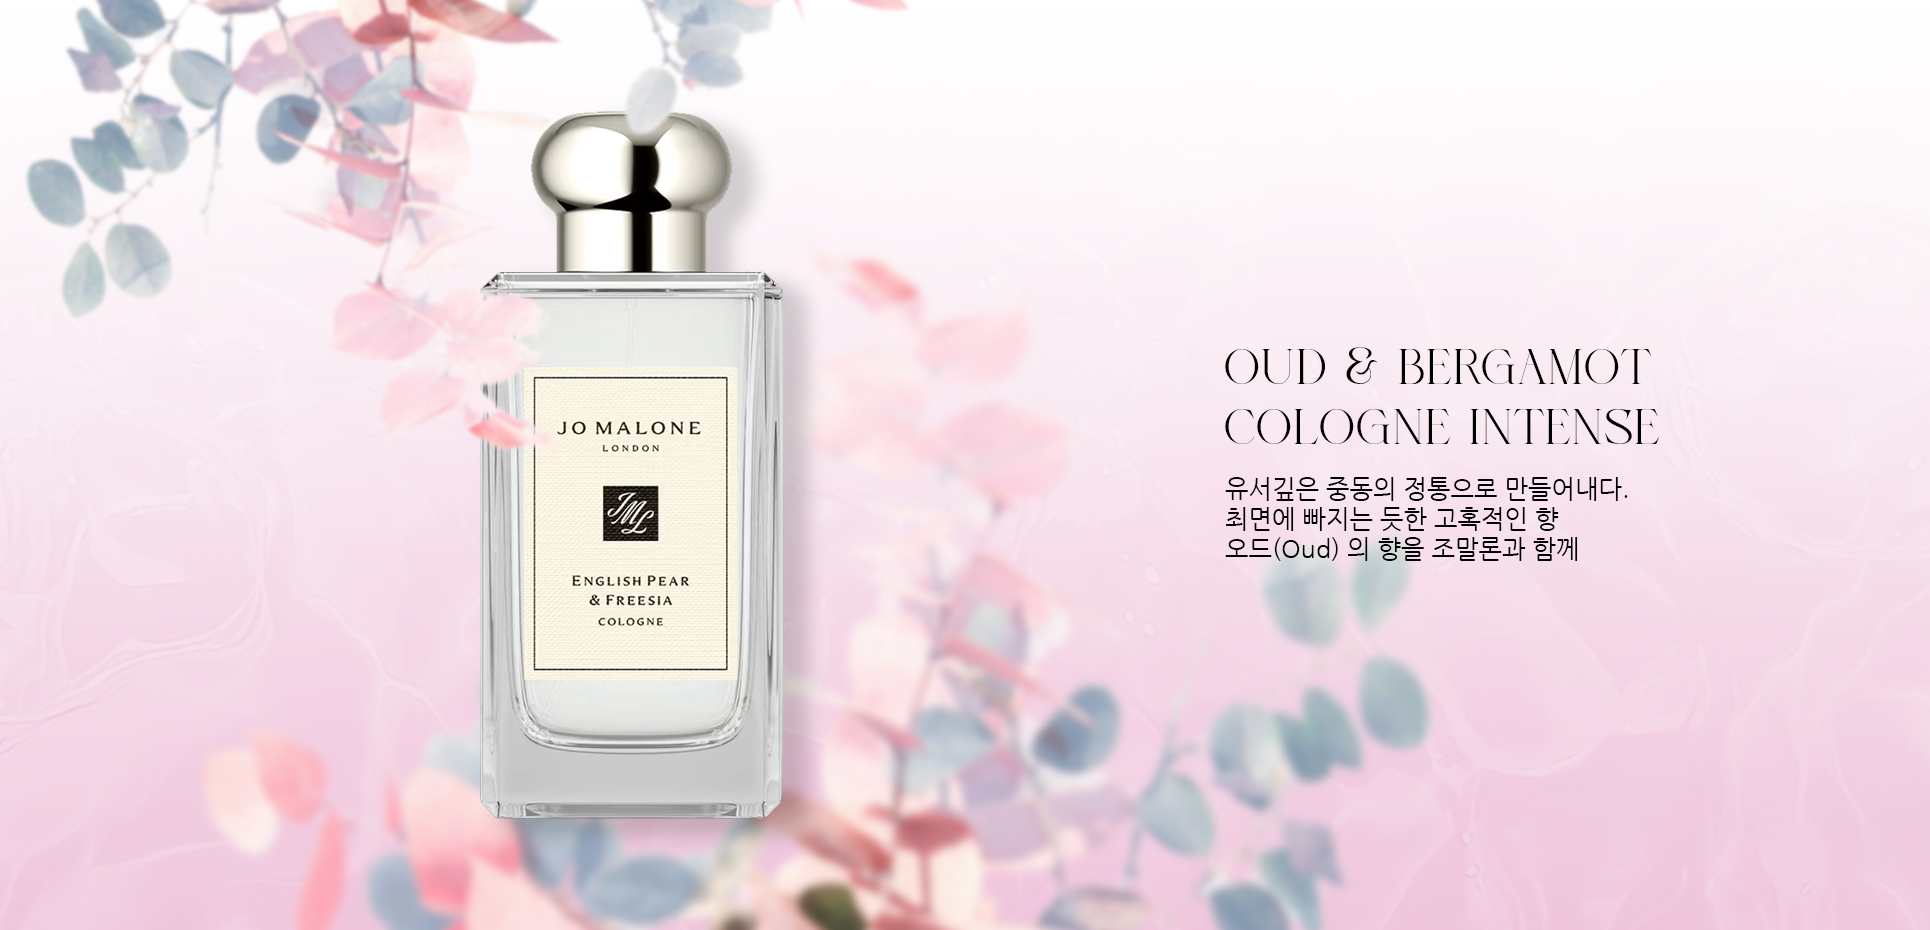 JO MALONE
LONDON
JML
ENGLISH PEAR
& FREESIA
COLOGNE
OUD & BERGAMOT
COLOGNE INTENSE
유서깊은 중동의 정통으로 만들어내다.
최면에 빠지는 듯한 고혹적인 향
오드(Oud) 의 향을 조말론과 함께